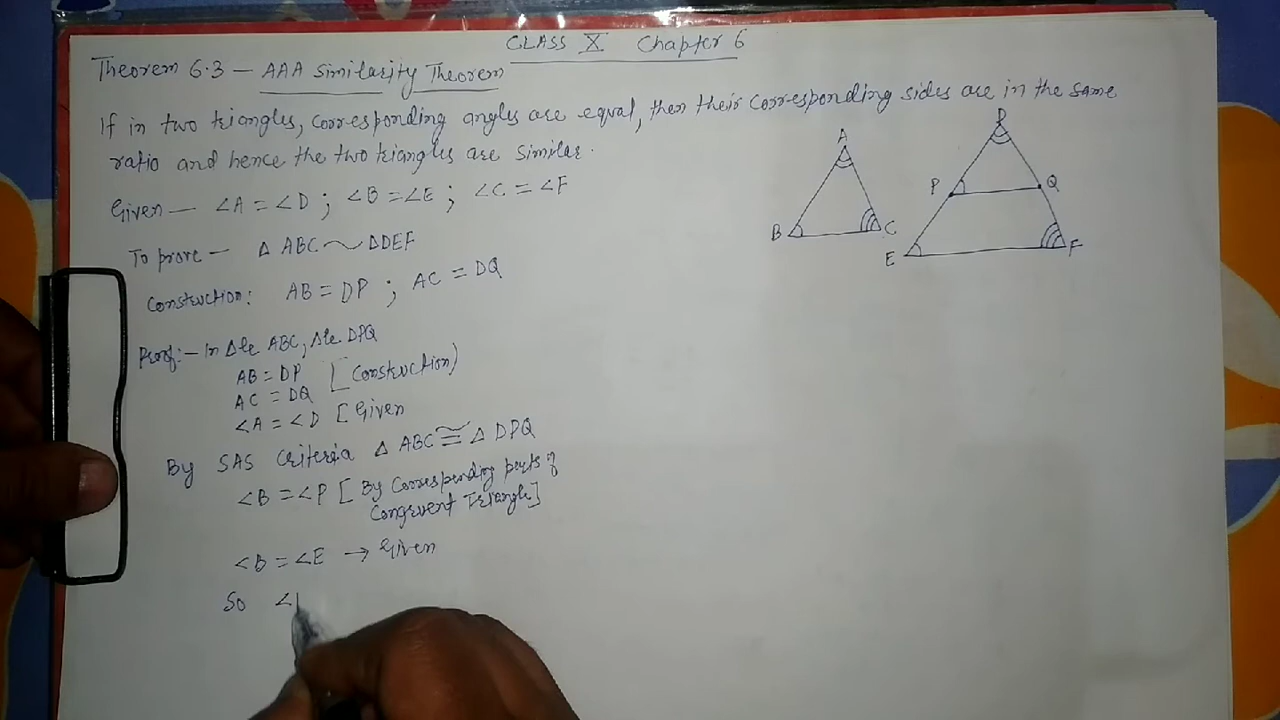 CLASS X Chapter 6
Theorem 6.3 — AAA Similarity Theorem
If in two triangles, corresponding angles are equal, then their corresponding sides are in the same
ratio and hence the two triangles are similar.
Given — ∠A = ∠D ; ∠B = ∠E ; ∠C = ∠F
To prove — Δ ABC ~ ΔDEF
Construction: AB = DP ; AC = DQ
Proof:— In Δle ABC, Δle DPQ
AB = DP [Construction)
AC = DQ
∠A = ∠D [Given
By SAS Criteria Δ ABC ≅ Δ DPQ
∠B = ∠P [By Corresponding parts of
Congruent Triangle]
∠B = ∠E → Given
So ∠
A
B
C
D
P
Q
E
F